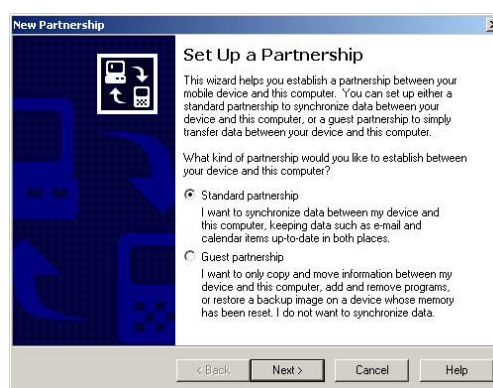 New Partnership
Set Up a Partnership
This wizard helps you establish a partnership between your
mobile device and this computer. You can set up either a
standard partnership to synchronize data between your
device and this computer, or a guest partnership to simply
transfer data between your device and this computer.
What kind of partnership would you like to establish between
your device and this computer?
Standard partnership
I want to synchronize data between my device and
this computer, keeping data such as e-mail and
calendar items up-to-date in both places.
Guest partnership
I want to only copy and move information between my
device and this computer, add and remove programs,
or restore a backup image on a device whose memory
has been reset. I do not want to synchronize data.
< Back Next > Cancel Help